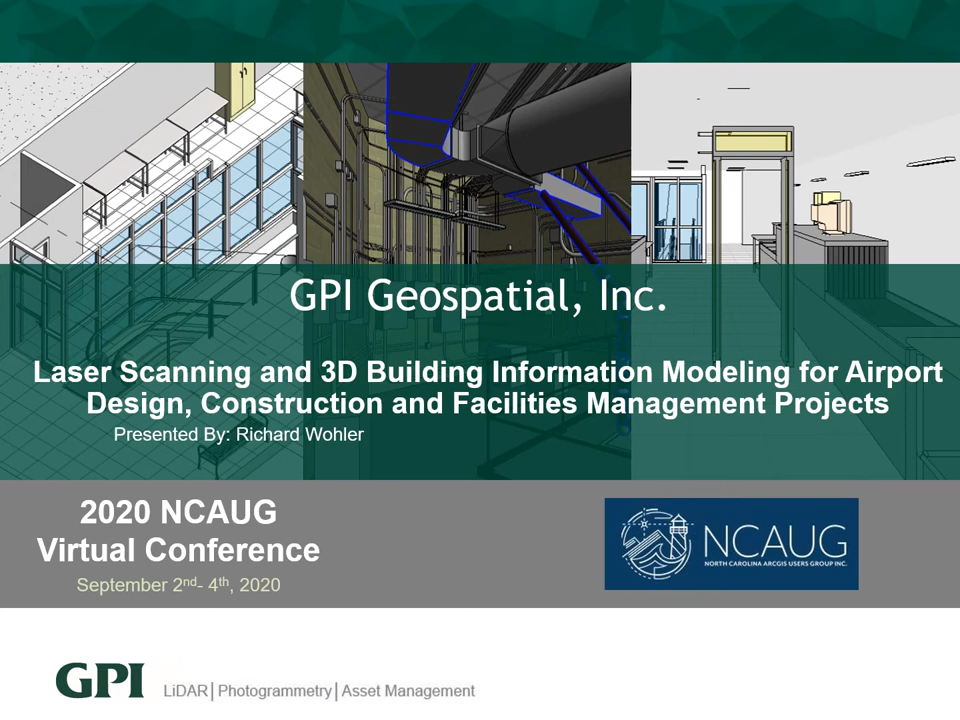 GPI Geospatial, Inc.
Laser Scanning and 3D Building Information Modeling for Airport
Design, Construction and Facilities Management Projects
Presented By: Richard Wohler
2020 NCAUG
Virtual Conference
September 2nd- 4th, 2020
NCAUG
NORTH CAROLINA ARCGIS USERS GROUP INC.
GPI
LiDAR|Photogrammetry|Asset Management